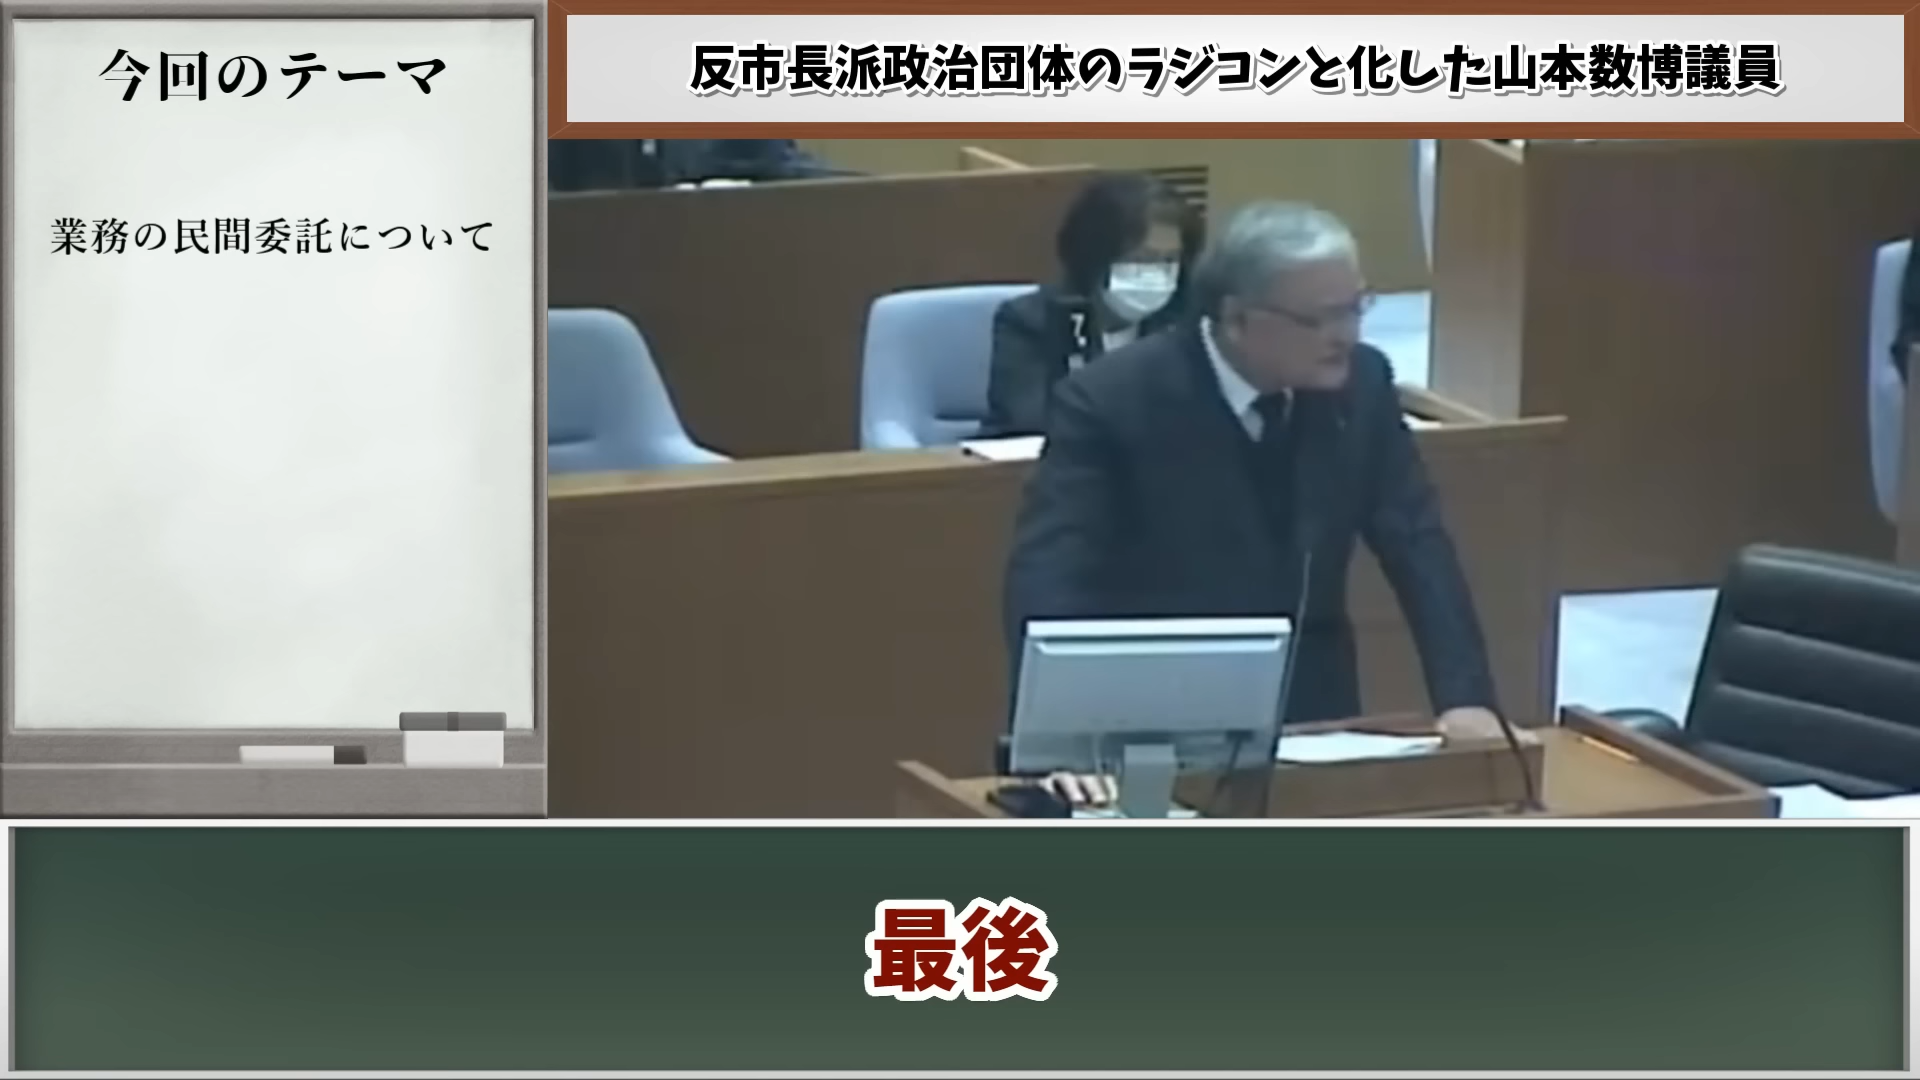 今回のテーマ
業務の民間委託について
反市長派政治団体のラジコンと化した山本数博議員
最後